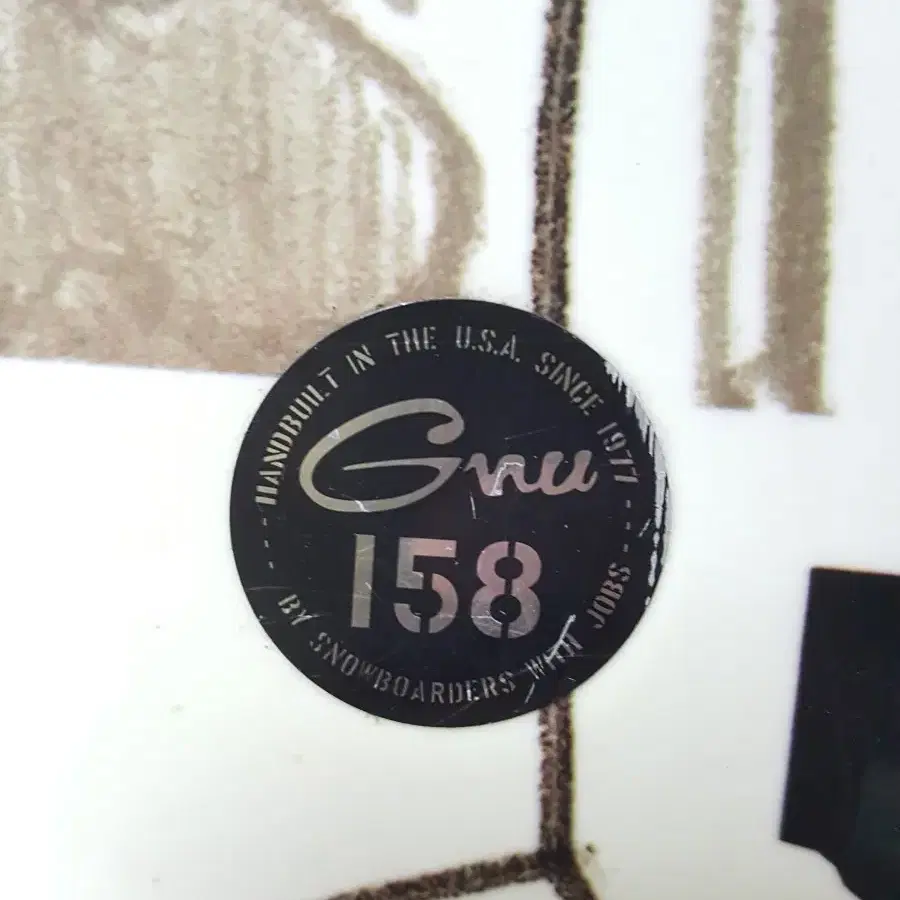 HANDBUILT IN THE U.S.A. SINCE 1977
Gnu
158
BY SNOWBOARDERS WITH JOBS